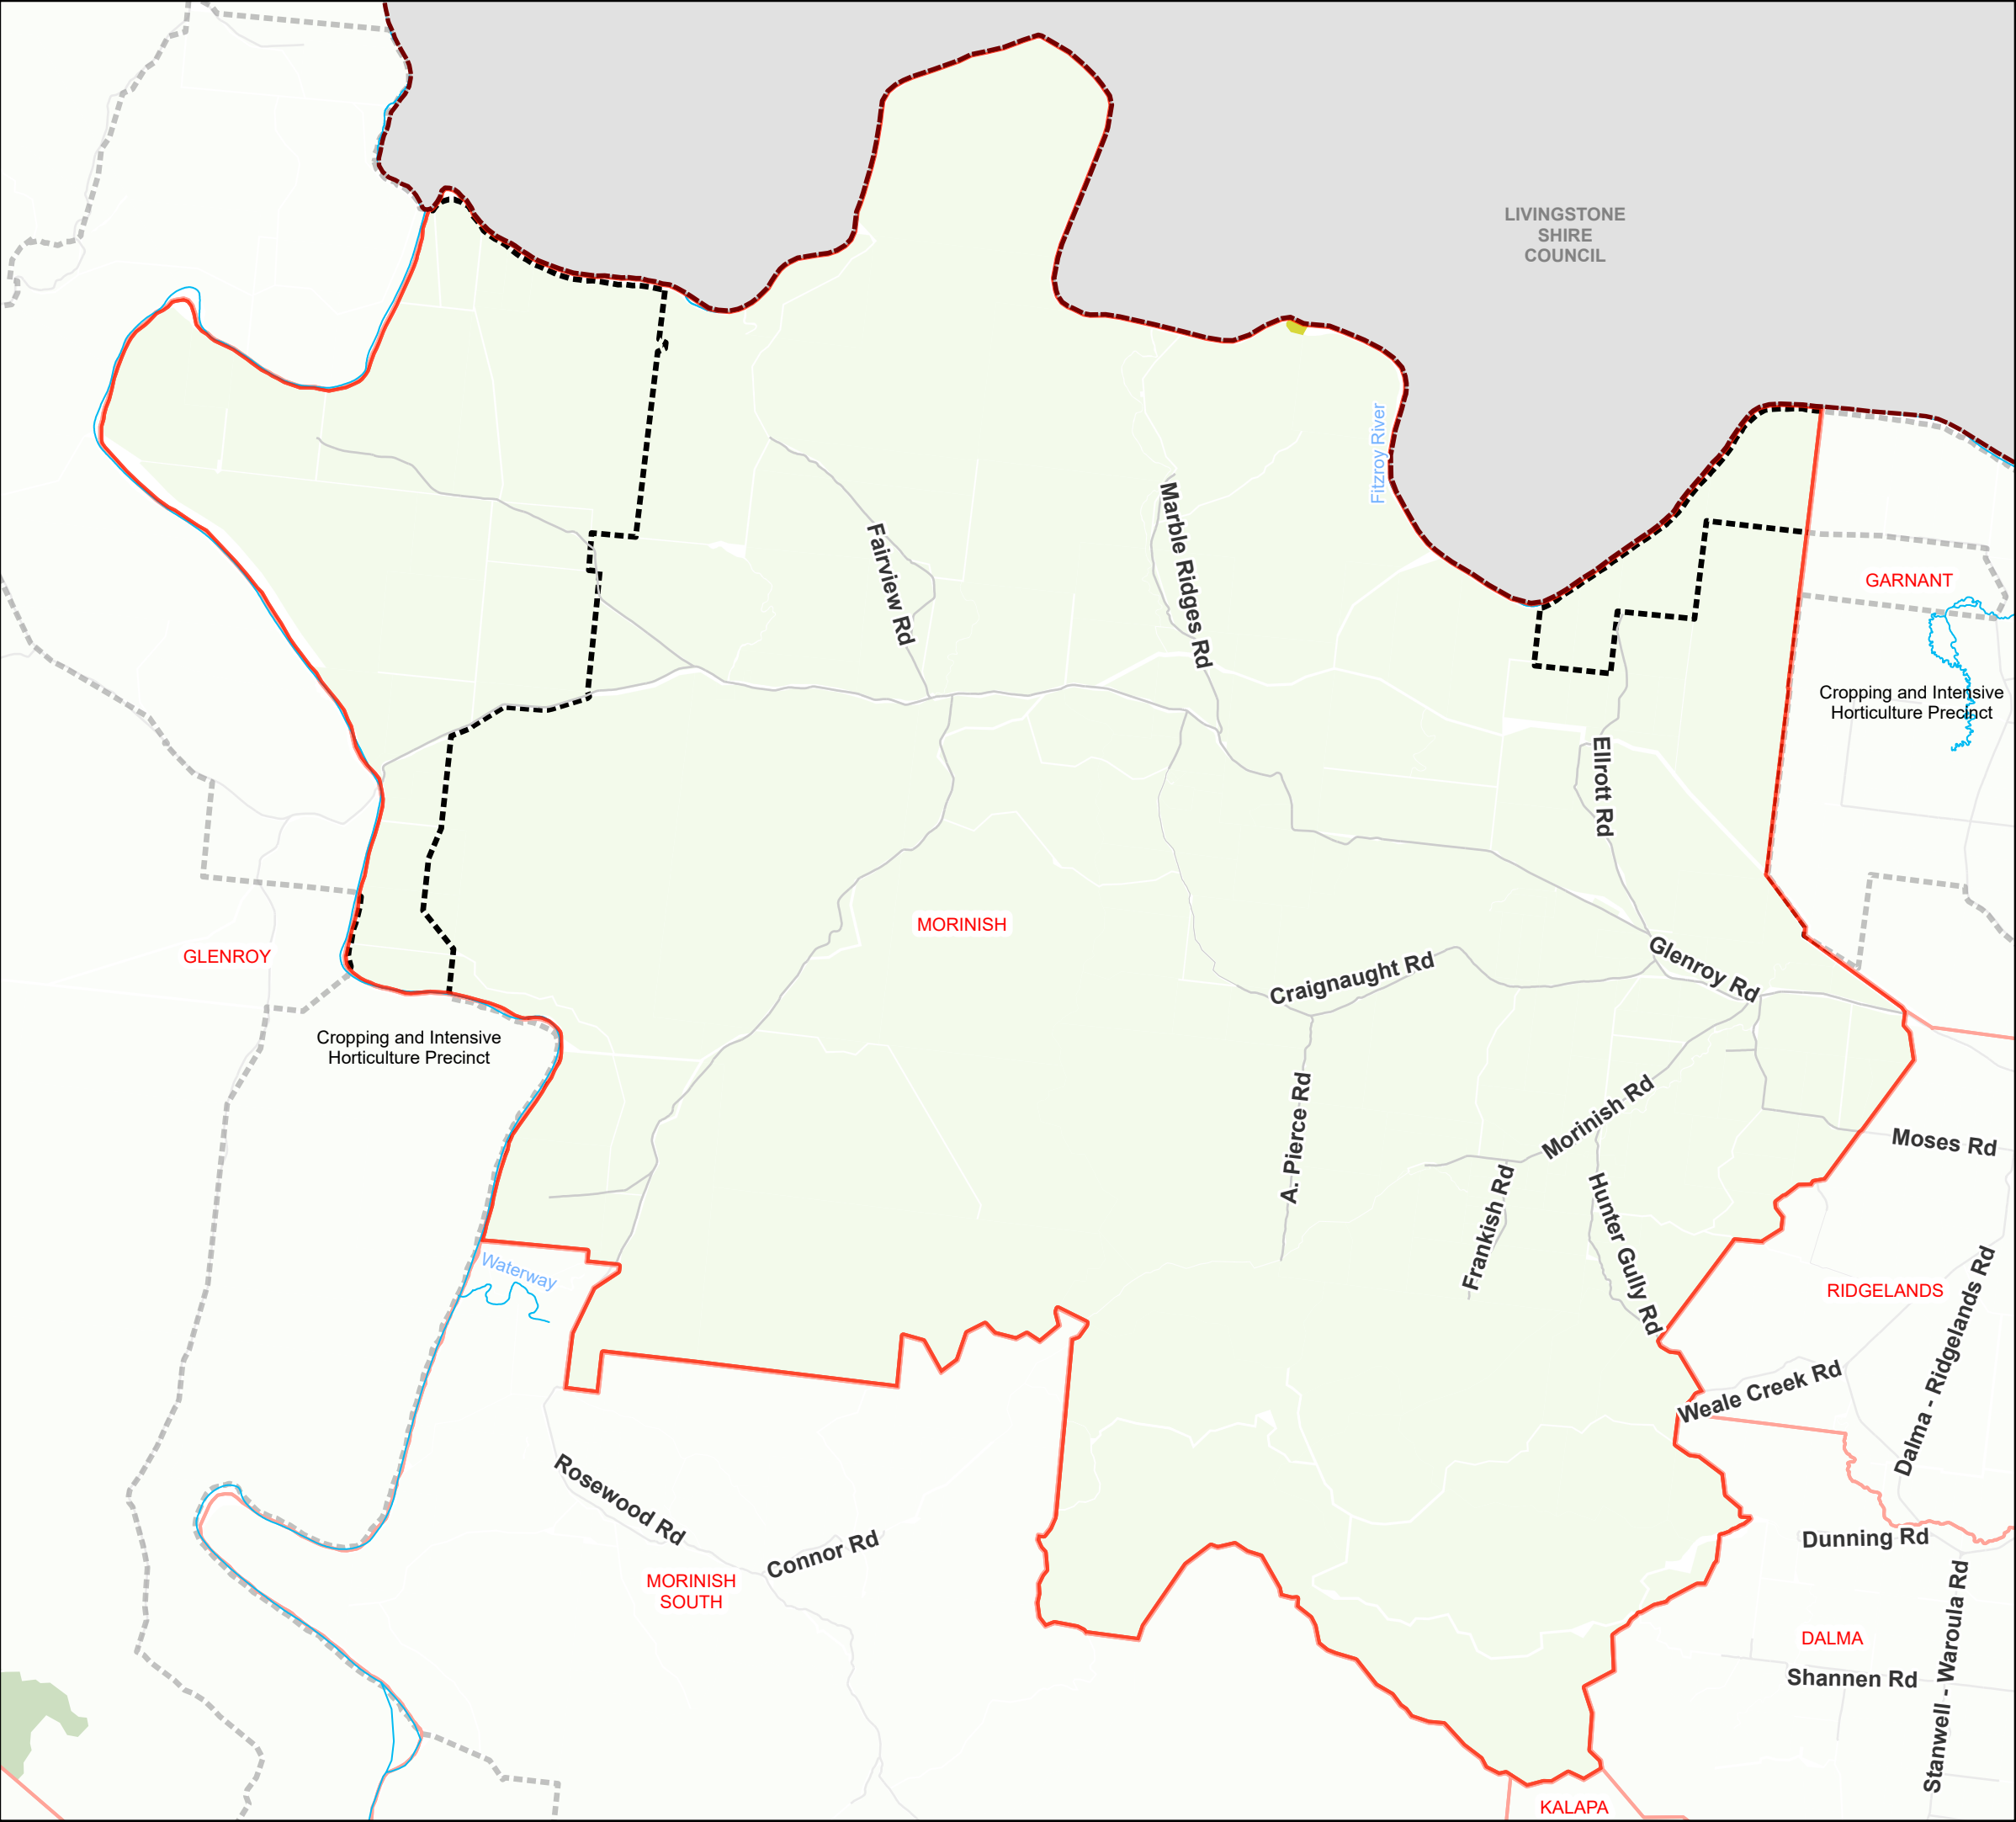 LIVINGSTONE
SHIRE
COUNCIL
Fitzroy River
Fairview Rd
Marble Ridges Rd
GARNANT
Cropping and Intensive
Horticulture Precinct
Ellrott Rd
MORINISH
GLENROY
Glenroy Rd
Craignaught Rd
Cropping and Intensive
Horticulture Precinct
A. Pierce Rd
Morinish Rd
Moses Rd
Frankish Rd
Hunter Gully Rd
Waterway
RIDGELANDS
Dalma - Ridgelands Rd
Weale Creek Rd
Rosewood Rd
Connor Rd
Dunning Rd
MORINISH
SOUTH
DALMA
Shannen Rd
Stanwell - Waroula Rd
KALAPA